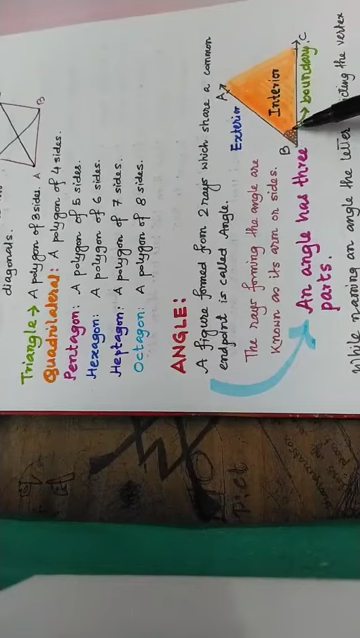 diagonals.
A
B
Triangle → A polygon of 3 sides.
Quadrilateral: A polygon of 4 sides.
Pentagon: A polygon of 5 sides.
Hexagon: A polygon of 6 sides.
Heptagon: A polygon of 7 sides.
Octagon: A polygon of 8 sides.
ANGLE:
A figure formed from 2 rays which share a common
endpoint is called Angle.
The rays forming the angle are
Known as its arm or sides.
Exterior
A
Interior
B
C
→ boundary.
An angle has three
parts.
While naming an angle the letter
the vertex
pict